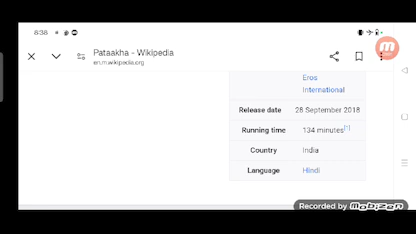 8:38
Pataakha - Wikipedia
en.m.wikipedia.org
Eros
International
Release date 28 September 2018
Running time 134 minutes[1]
Country India
Language Hindi
Recorded by mobizen